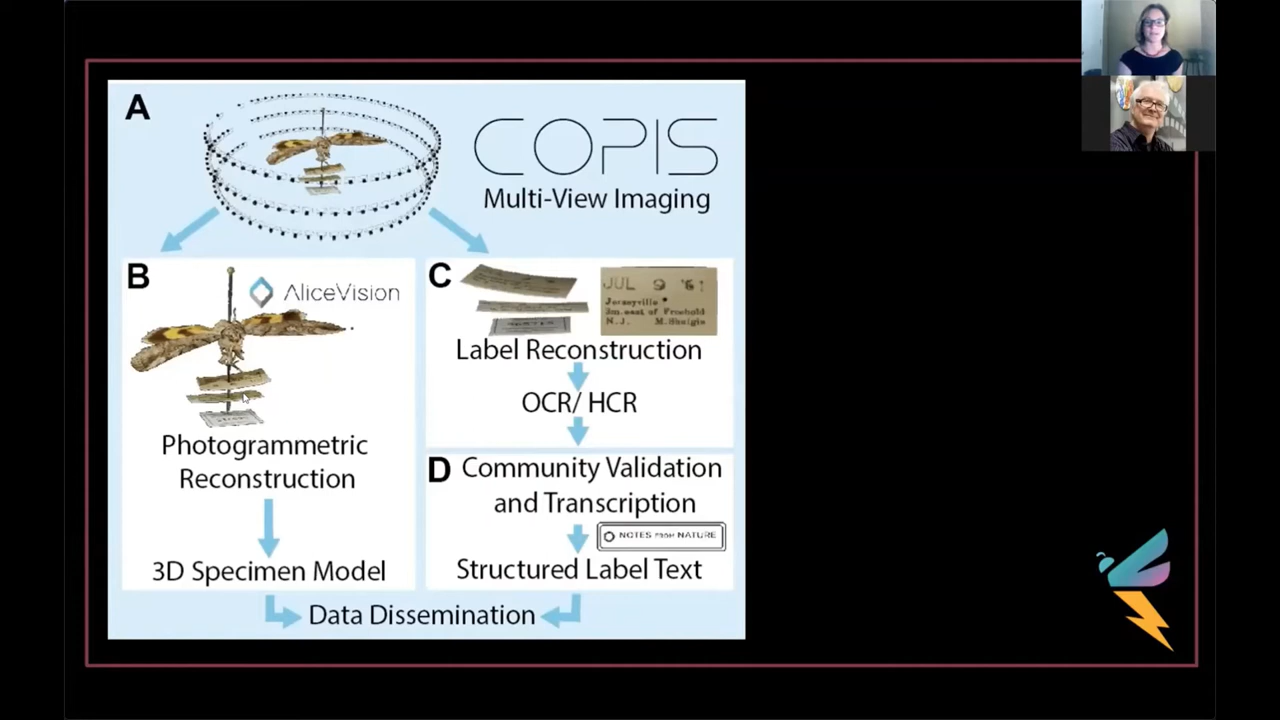 A
COPIS
Multi-View Imaging
B
AliceVision
Photogrammetric
Reconstruction
3D Specimen Model
C
JUL 9 '61
Jerseyville
3m.east of Freehold
N.J. M.Shulgin
Label Reconstruction
OCR/ HCR
D
Community Validation
and Transcription
NOTES FROM NATURE
Structured Label Text
Data Dissemination